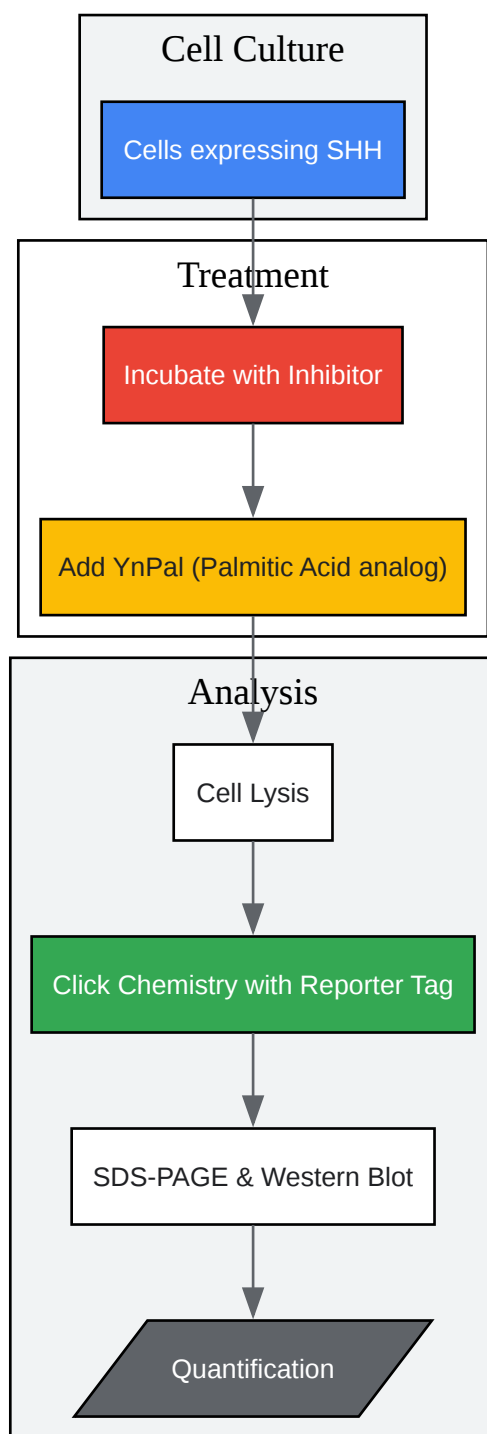 Cell Culture
Cells expressing SHH
Treatment
Incubate with Inhibitor
Add YnPal (Palmitic Acid analog)
Analysis
Cell Lysis
Click Chemistry with Reporter Tag
SDS-PAGE & Western Blot
Quantification